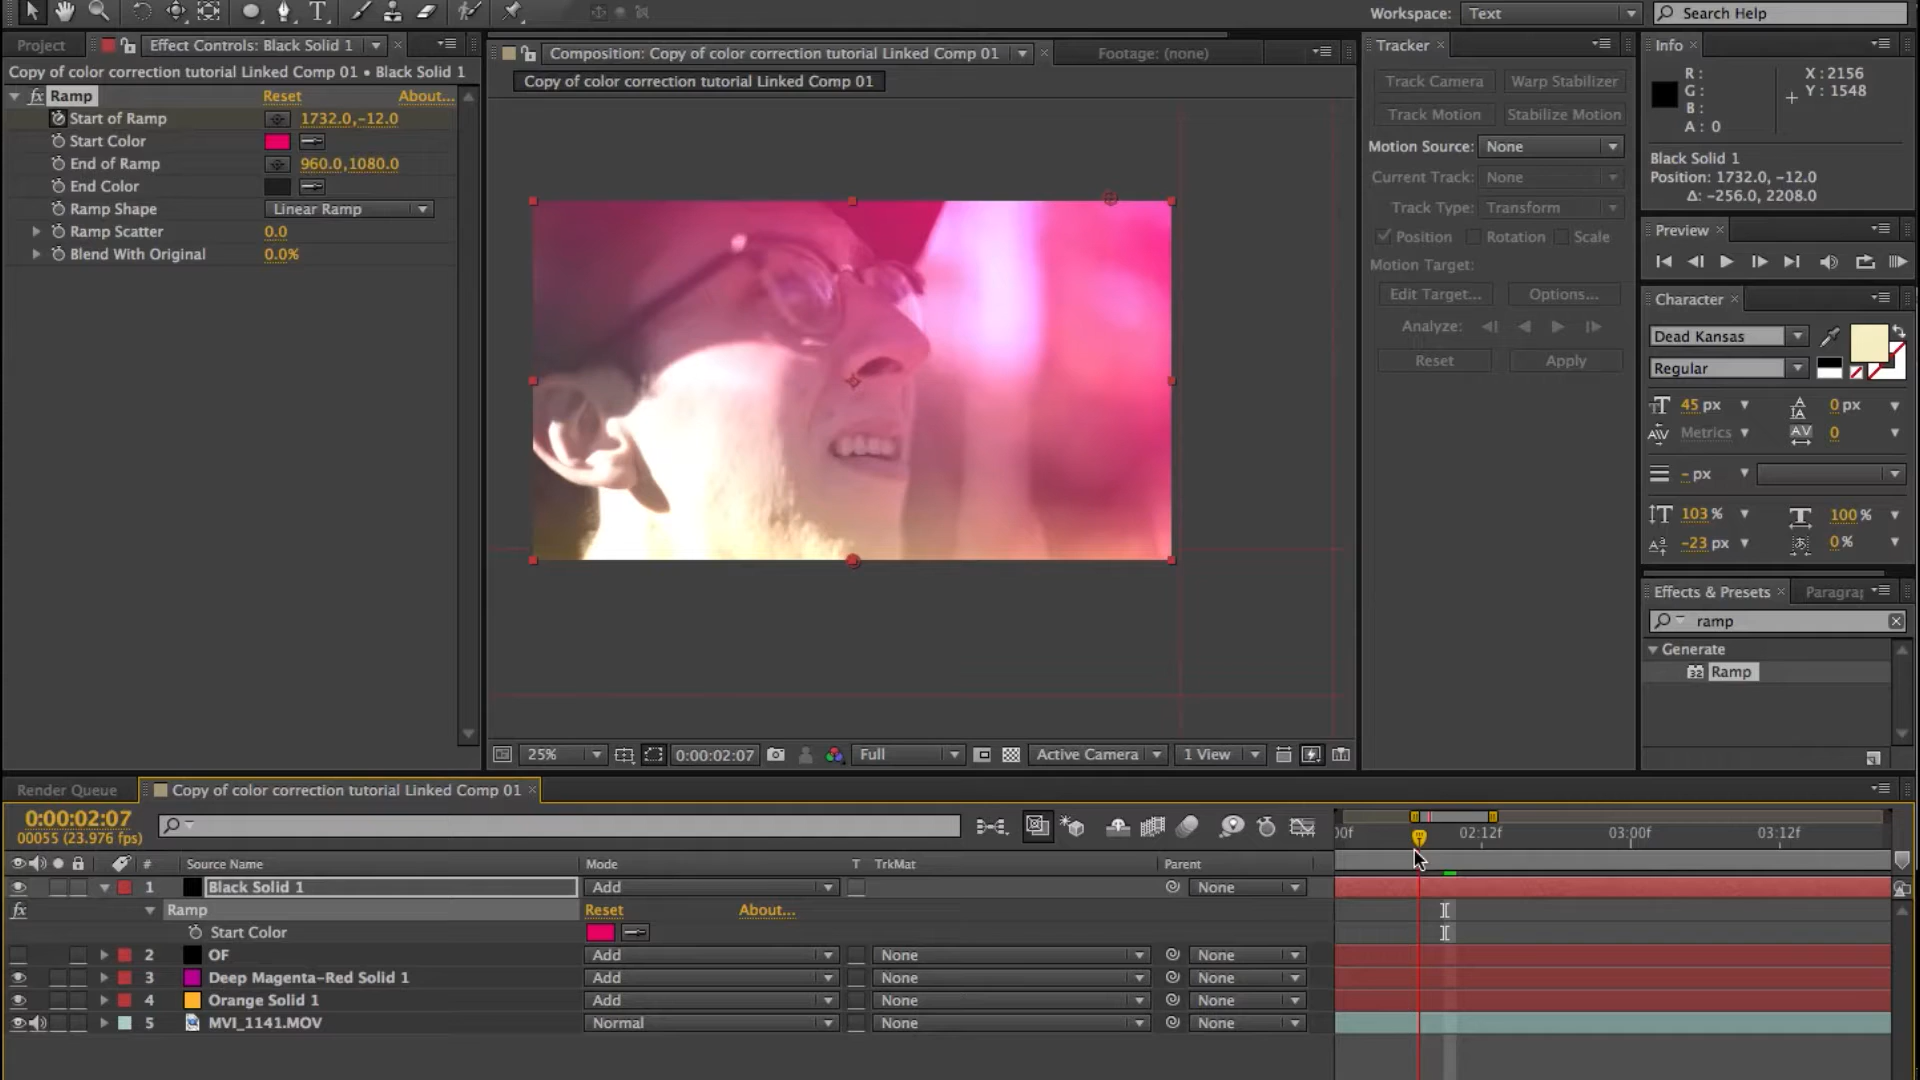 Workspace: Text Search Help
Project Effect Controls: Black Solid 1
Copy of color correction tutorial Linked Comp 01 • Black Solid 1
fx Ramp Reset About...
Start of Ramp 1732.0,-12.0
Start Color
End of Ramp 960.0,1080.0
End Color
Ramp Shape Linear Ramp
Ramp Scatter 0.0
Blend With Original 0.0%
Composition: Copy of color correction tutorial Linked Comp 01 Footage: (none)
Copy of color correction tutorial Linked Comp 01
25% 0:00:02:07 Full Active Camera 1 View
Tracker
Track Camera Warp Stabilizer
Track Motion Stabilize Motion
Motion Source: None
Current Track: None
Track Type: Transform
Position Rotation Scale
Motion Target:
Edit Target... Options...
Analyze:
Reset Apply
Info
R: X: 2156
G: Y: 1548
B:
A: 0
Black Solid 1
Position: 1732.0, -12.0
Δ: -256.0, 2208.0
Preview
Character
Dead Kansas
Regular
45 px 0 px
Metrics 0
- px
103 % 100 %
-23 px 0 %
Effects & Presets Paragraj
ramp
Generate
32 Ramp
Render Queue Copy of color correction tutorial Linked Comp 01
0:00:02:07
00055 (23.976 fps)
00f 02:12f 03:00f 03:12f
# Source Name Mode T TrkMat Parent
1 Black Solid 1 Add None
fx Ramp Reset About...
Start Color
2 OF Add None None
3 Deep Magenta-Red Solid 1 Add None None
4 Orange Solid 1 Add None None
5 MVI_1141.MOV Normal None None